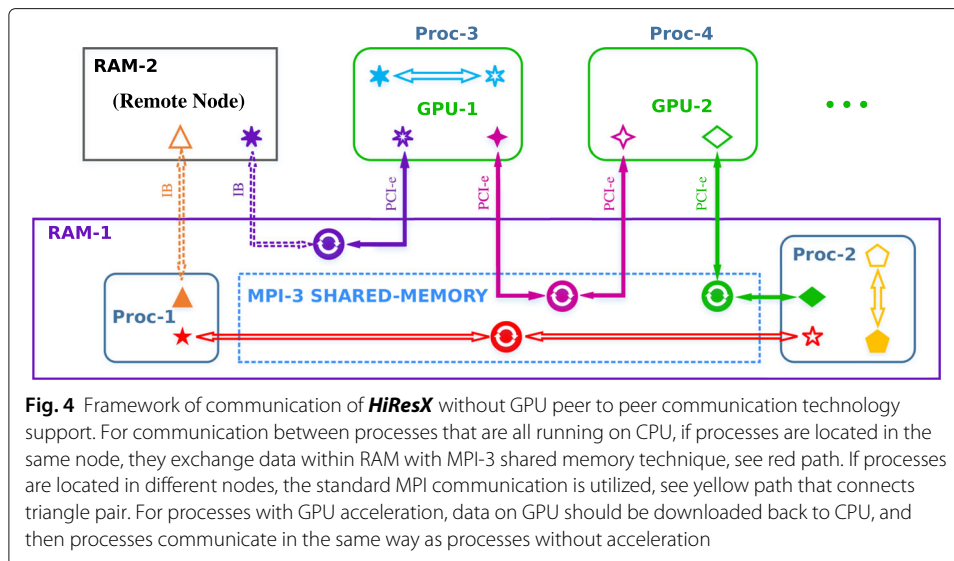 Proc-3
Proc-4
RAM-2
(Remote Node)
GPU-1
GPU-2
IB
IB
PCI-e
PCI-e
PCI-e
PCI-e
RAM-1
Proc-2
MPI-3 SHARED-MEMORY
Proc-1
Fig. 4 Framework of communication of HiResX without GPU peer to peer communication technology
support. For communication between processes that are all running on CPU, if processes are located in the
same node, they exchange data within RAM with MPI-3 shared memory technique, see red path. If processes
are located in different nodes, the standard MPI communication is utilized, see yellow path that connects
triangle pair. For processes with GPU acceleration, data on GPU should be downloaded back to CPU, and
then processes communicate in the same way as processes without acceleration